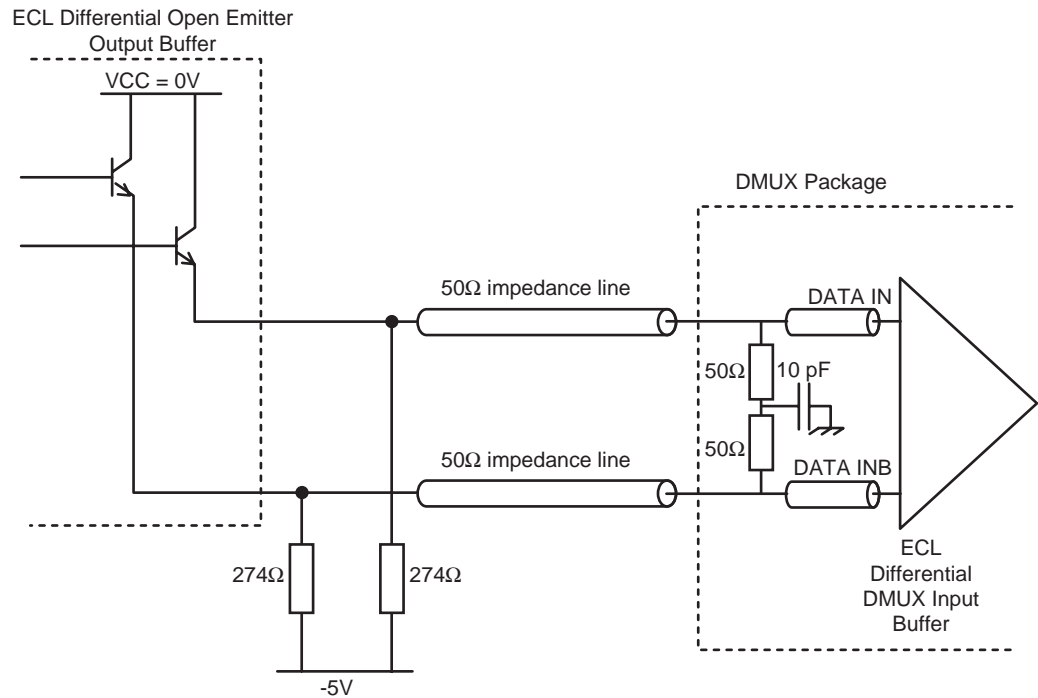 ECL Differential Open Emitter
Output Buffer
VCC = 0V
DMUX Package
50Ω impedance line
DATA IN
50Ω
10 pF
50Ω
50Ω impedance line
DATA INB
ECL
Differential
DMUX Input
Buffer
274Ω
274Ω
-5V